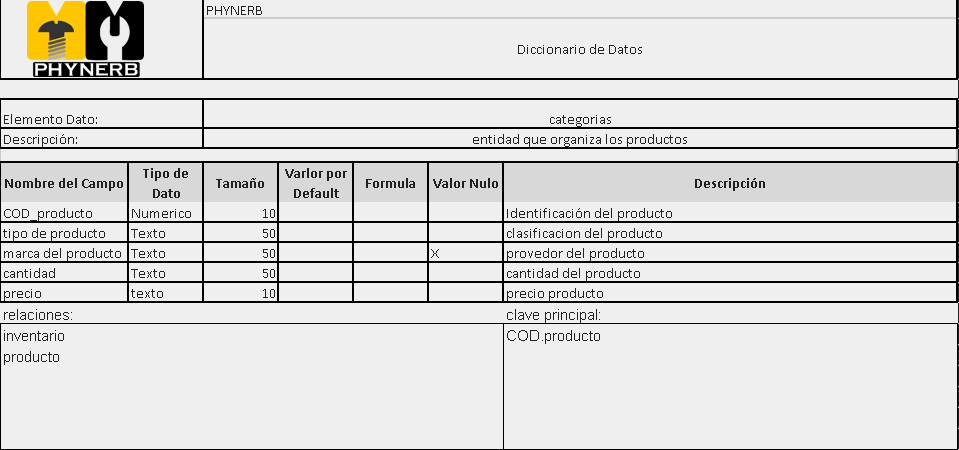 PHYNERB
PHYNERB
Diccionario de Datos
Elemento Dato: categorias
Descripción: entidad que organiza los productos
Nombre del Campo Tipo de Dato Tamaño Varlor por Default Formula Valor Nulo Descripción
COD_producto Numerico 10 Identificación del producto
tipo de producto Texto 50 clasificacion del producto
marca del producto Texto 50 X provedor del producto
cantidad Texto 50 cantidad del producto
precio texto 10 precio producto
relaciones: clave principal:
inventario COD.producto
producto